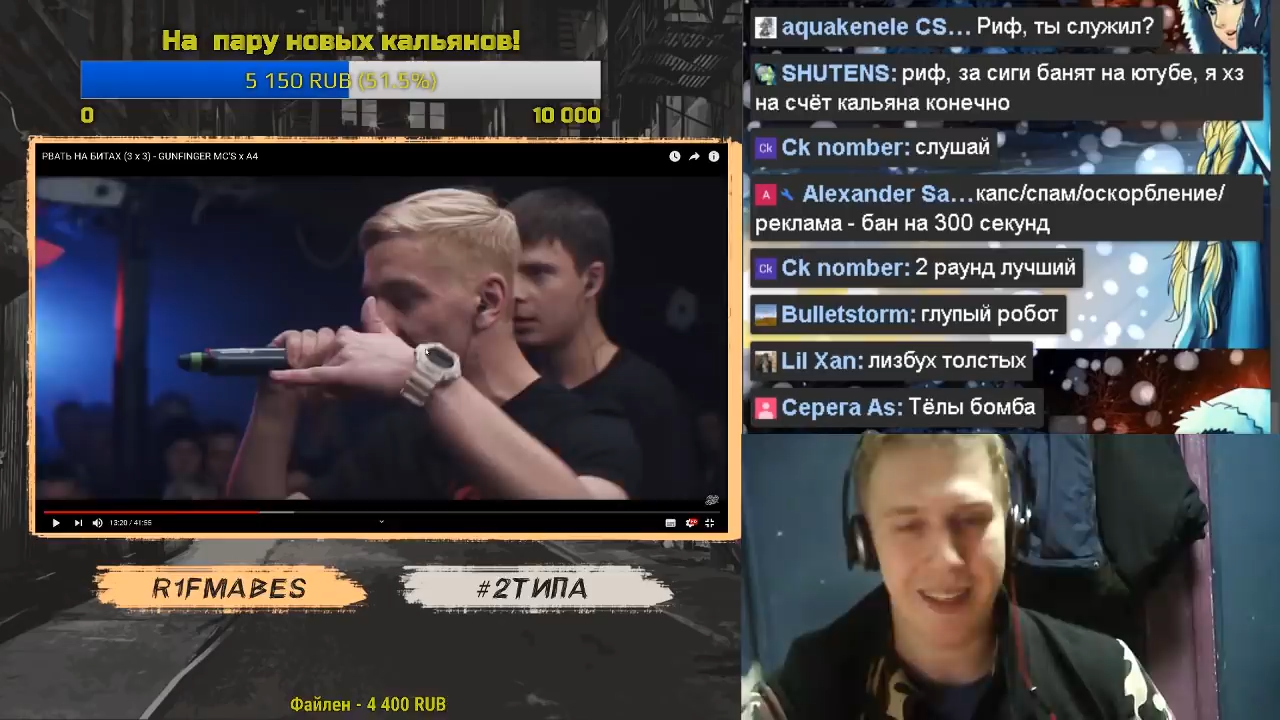 На пару новых кальянов!
5 150 RUB (51.5%)
0
10 000
РВАТЬ НА БИТАХ (3 x 3) - GUNFINGER MC'S x A4
13:20 / 41:55
R1FMABES
#2ТИПА
Файлен - 4 400 RUB
aquakenele CS... Риф, ты служил?
SHUTENS: риф, за сиги банят на ютубе, я хз
на счёт кальяна конечно
Ck Ck nomber: слушай
A Alexander Sa...капс/спам/оскорбление/
реклама - бан на 300 секунд
Ck Ck nomber: 2 раунд лучший
Bulletstorm: глупый робот
Lil Xan: лизбух толстых
Серега As: Тёлы бомба